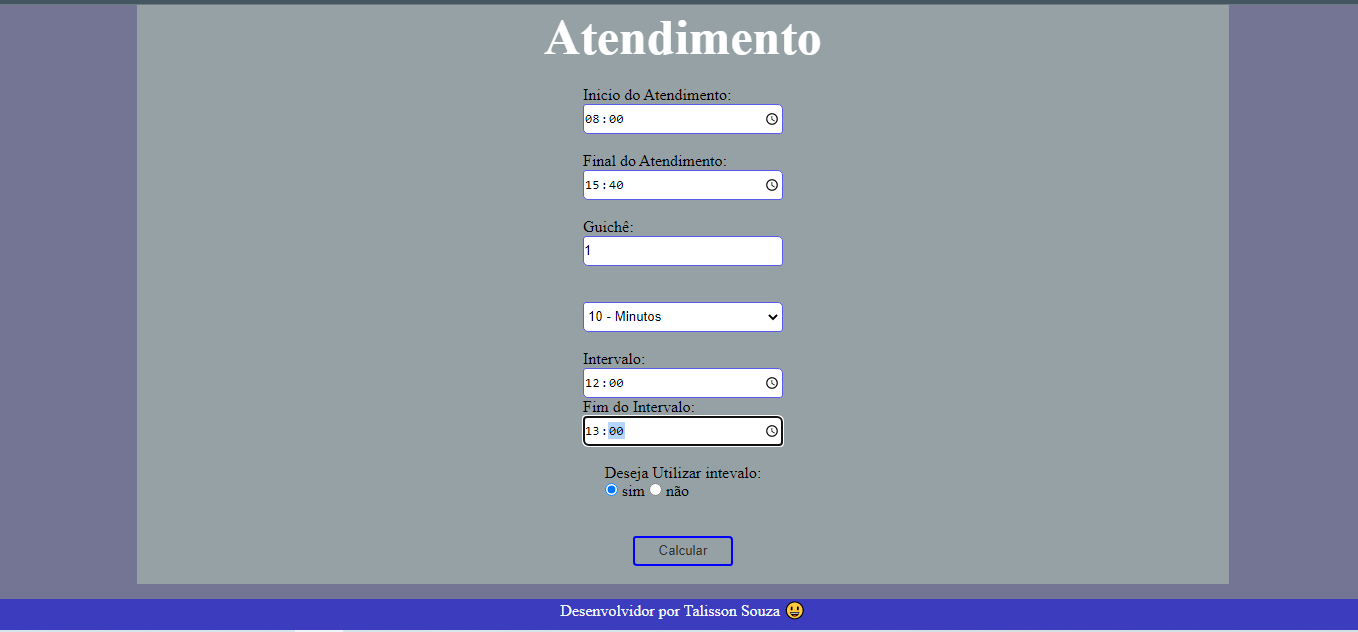 Atendimento
Inicio do Atendimento:
08:00
Final do Atendimento:
15:40
Guichê:
1
10 - Minutos
Intervalo:
12:00
Fim do Intervalo:
13:00
Deseja Utilizar intevalo:
sim não
Calcular
Desenvolvidor por Talisson Souza 😃